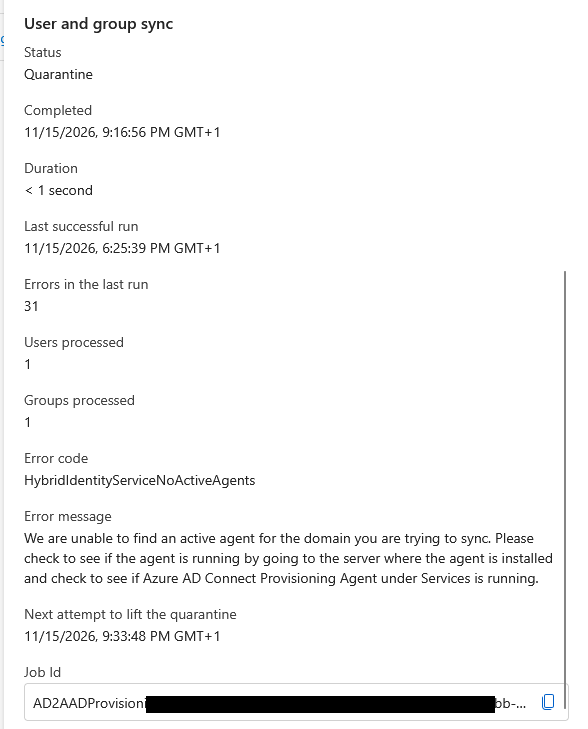 User and group sync
Status
Quarantine
Completed
11/15/2026, 9:16:56 PM GMT+1
Duration
< 1 second
Last successful run
11/15/2026, 6:25:39 PM GMT+1
Errors in the last run
31
Users processed
1
Groups processed
1
Error code
HybridIdentityServiceNoActiveAgents
Error message
We are unable to find an active agent for the domain you are trying to sync. Please
check to see if the agent is running by going to the server where the agent is installed
and check to see if Azure AD Connect Provisioning Agent under Services is running.
Next attempt to lift the quarantine
11/15/2026, 9:33:48 PM GMT+1
Job Id
AD2AADProvisioni bb-...